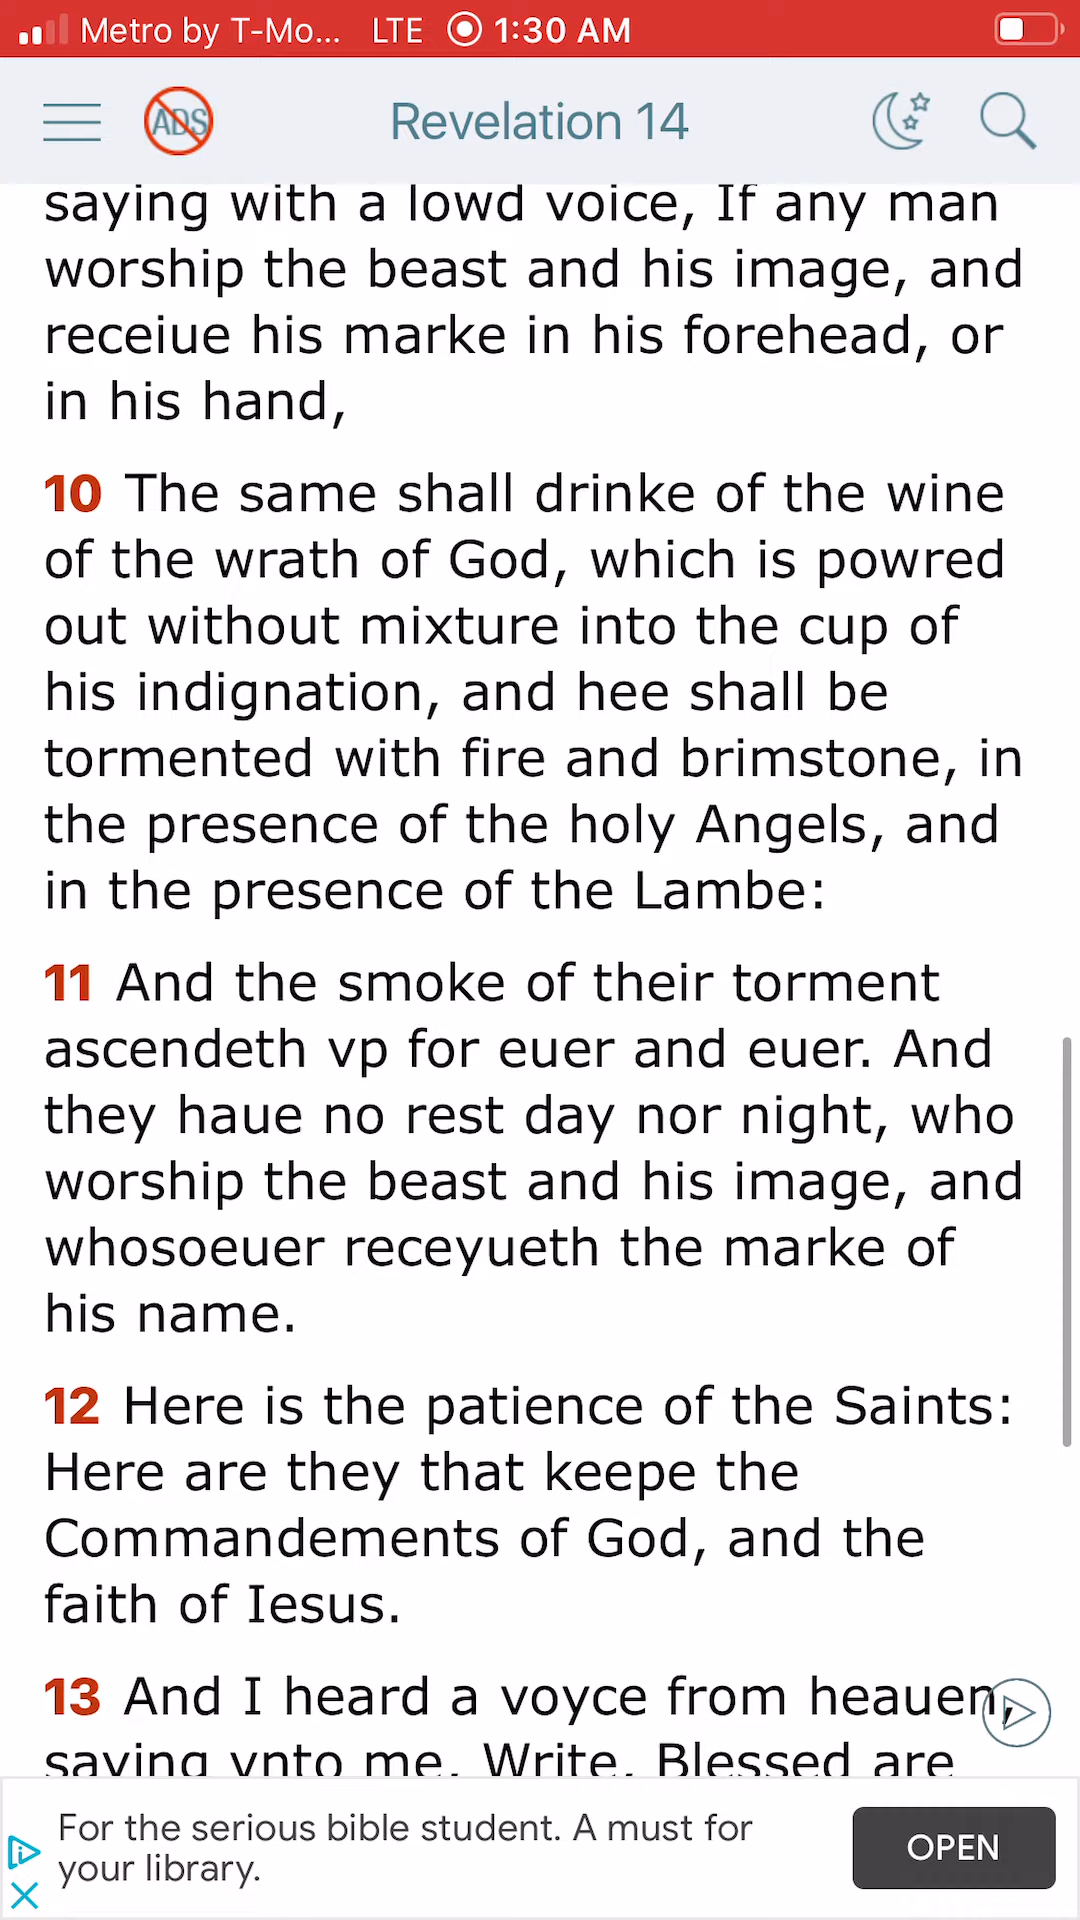 Metro by T-Mo... LTE 1:30 AM
ADS Revelation 14
saying with a lowd voice, If any man
worship the beast and his image, and
receiue his marke in his forehead, or
in his hand,
10 The same shall drinke of the wine
of the wrath of God, which is powred
out without mixture into the cup of
his indignation, and hee shall be
tormented with fire and brimstone, in
the presence of the holy Angels, and
in the presence of the Lambe:
11 And the smoke of their torment
ascendeth vp for euer and euer. And
they haue no rest day nor night, who
worship the beast and his image, and
whosoeuer receyueth the marke of
his name.
12 Here is the patience of the Saints:
Here are they that keepe the
Commandements of God, and the
faith of Iesus.
13 And I heard a voyce from heauen,
saying vnto me, Write, Blessed are
For the serious bible student. A must for
your library.
OPEN